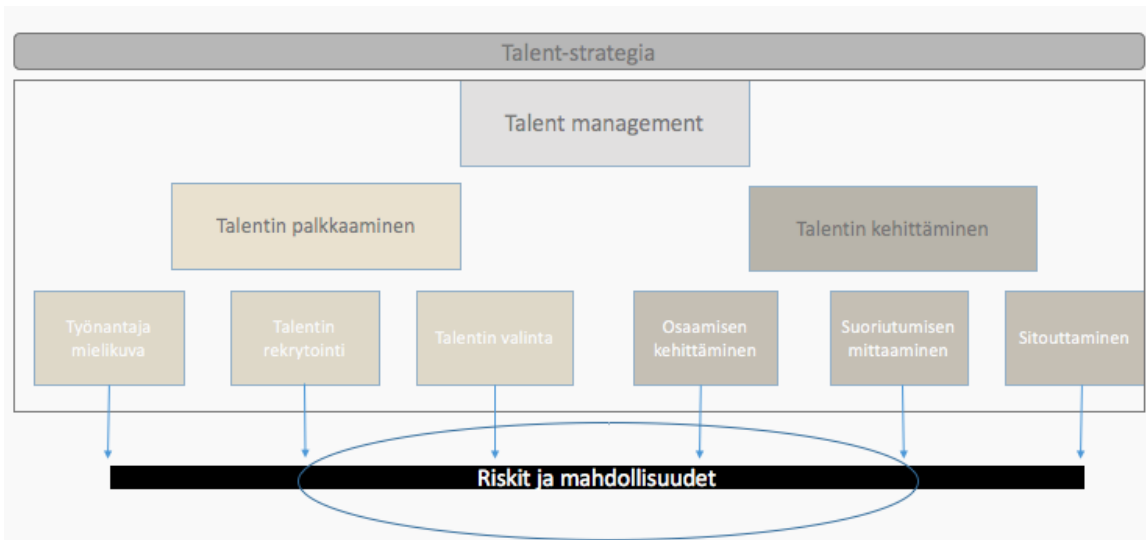 Talent-strategia
Talent management
Talentin palkkaaminen
Talentin kehittäminen
Työnantaja
mielikuva
Talentin
rekrytointi
Talentin valinta
Osaamisen
kehittäminen
Suoriutumisen
mittaaminen
Sitouttaminen
Riskit ja mahdollisuudet